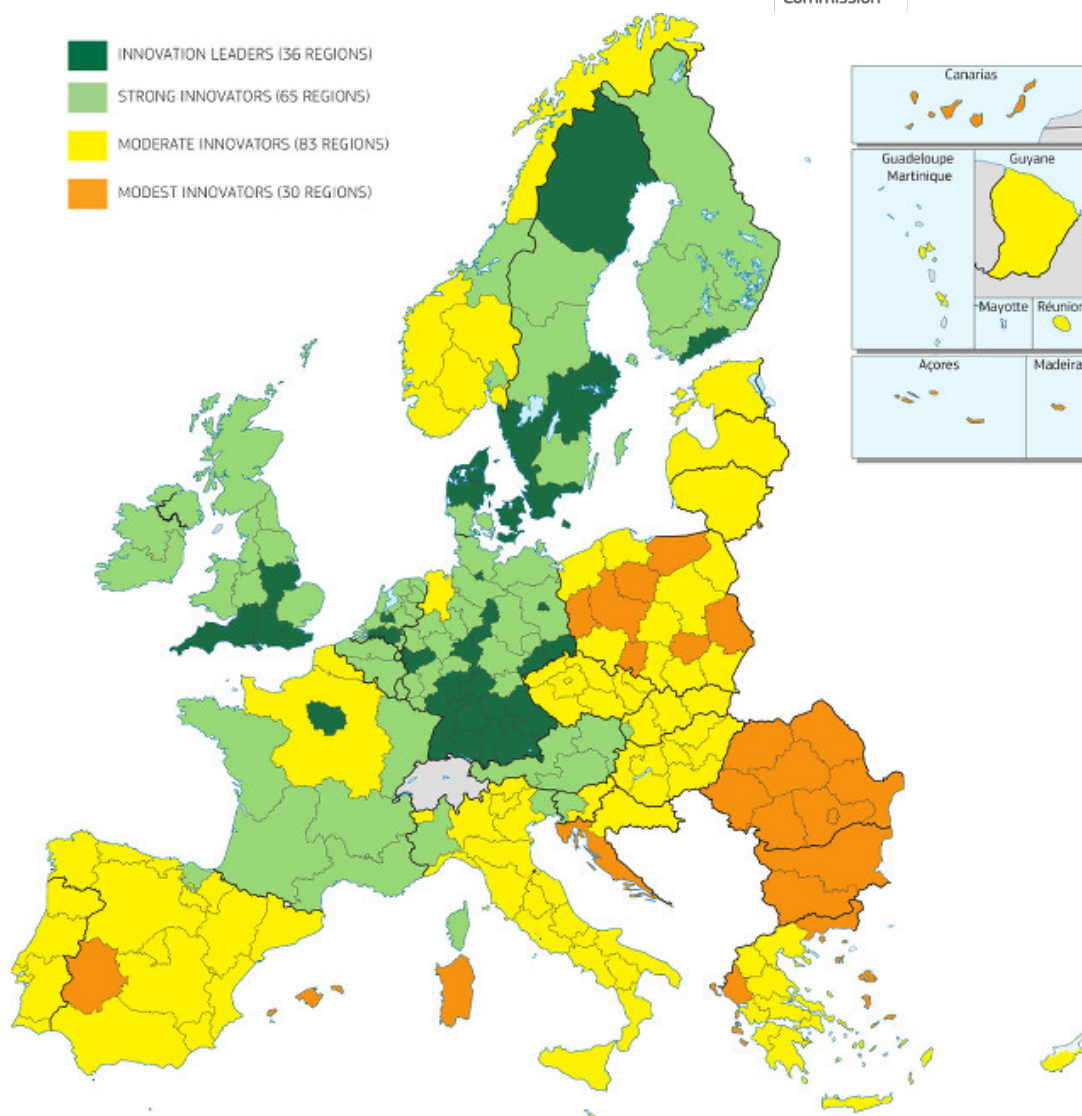 Commission
INNOVATION LEADERS (36 REGIONS)
STRONG INNOVATORS (65 REGIONS)
MODERATE INNOVATORS (83 REGIONS)
MODEST INNOVATORS (30 REGIONS)
Canarias
Guadeloupe
Martinique
Guyane
Mayotte
Réunion
Açores
Madeira